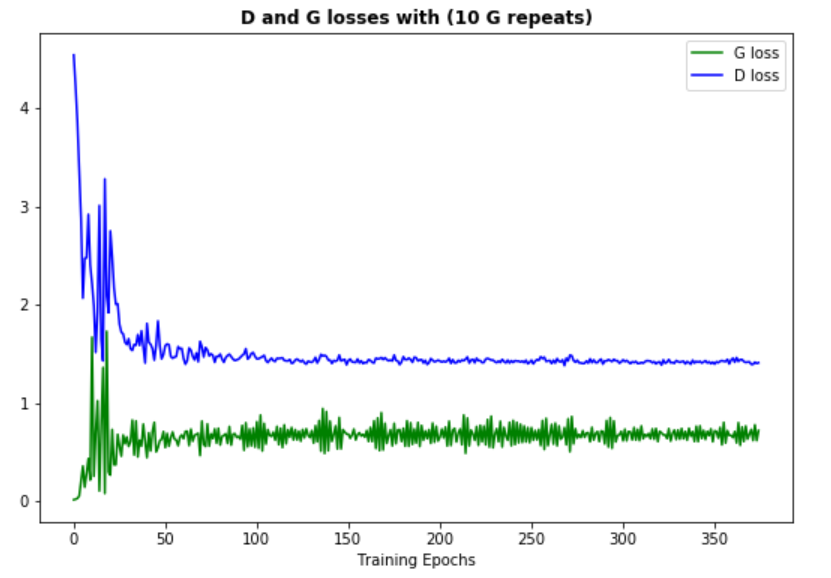 D and G losses with (10 G repeats)
G loss
D loss
4
3
2
1
0
0 50 100 150 200 250 300 350
Training Epochs